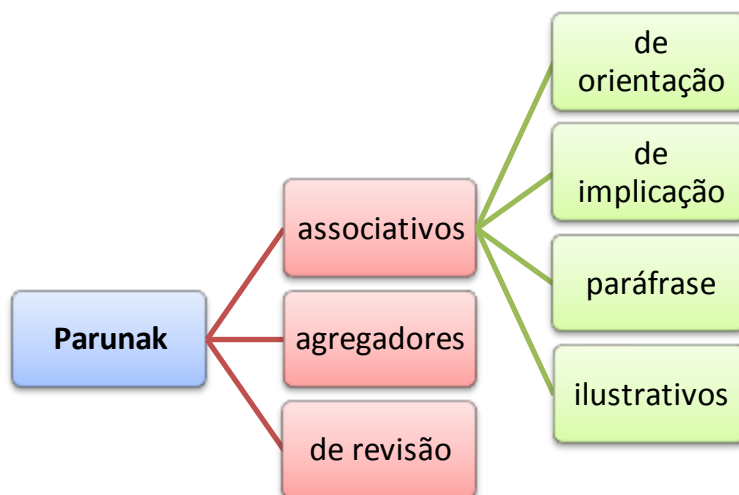 Parunak
associativos
agregadores
de revisão
de
orientação
de
implicação
paráfrase
ilustrativos